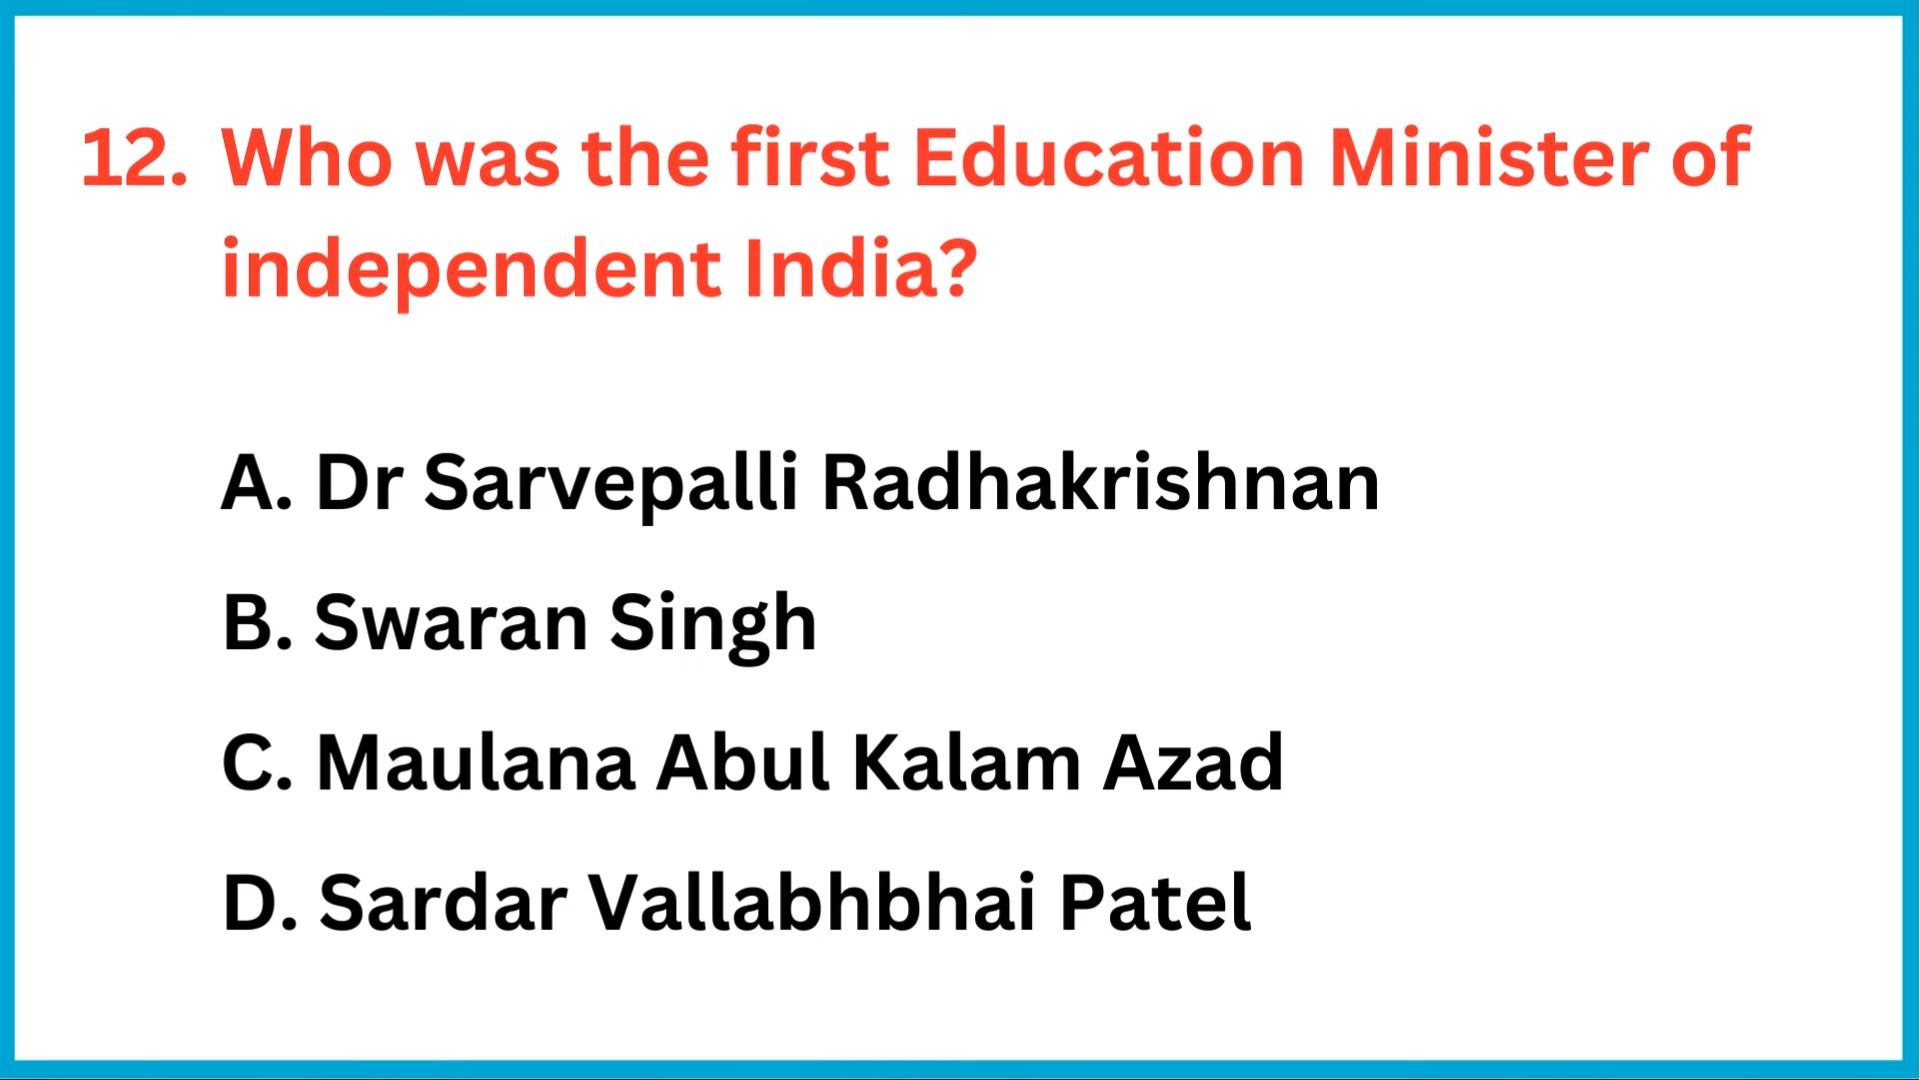 12. Who was the first Education Minister of
independent India?
A. Dr Sarvepalli Radhakrishnan
B. Swaran Singh
C. Maulana Abul Kalam Azad
D. Sardar Vallabhbhai Patel